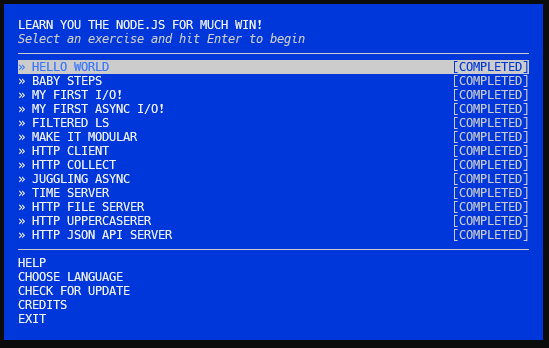 LEARN YOU THE NODE.JS FOR MUCH WIN!
Select an exercise and hit Enter to begin
» HELLO WORLD [COMPLETED]
» BABY STEPS [COMPLETED]
» MY FIRST I/O! [COMPLETED]
» MY FIRST ASYNC I/O! [COMPLETED]
» FILTERED LS [COMPLETED]
» MAKE IT MODULAR [COMPLETED]
» HTTP CLIENT [COMPLETED]
» HTTP COLLECT [COMPLETED]
» JUGGLING ASYNC [COMPLETED]
» TIME SERVER [COMPLETED]
» HTTP FILE SERVER [COMPLETED]
» HTTP UPPERCASERER [COMPLETED]
» HTTP JSON API SERVER [COMPLETED]
HELP
CHOOSE LANGUAGE
CHECK FOR UPDATE
CREDITS
EXIT